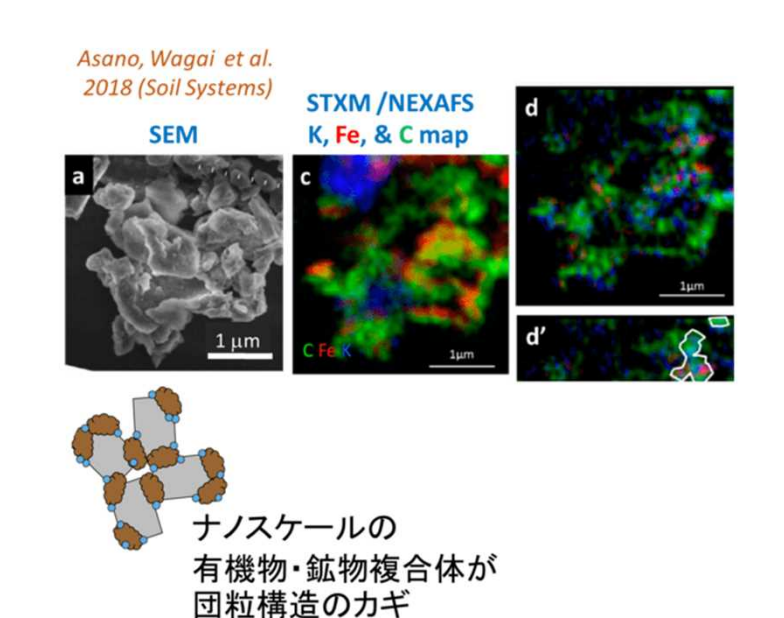 Asano, Wagai et al.
2018 (Soil Systems)
SEM
STXM /NEXAFS
K, Fe, & C map
a
1 μm
c
C Fe K
1μm
d
1μm
d’
ナノスケールの
有機物・鉱物複合体が
団粒構造のカギ